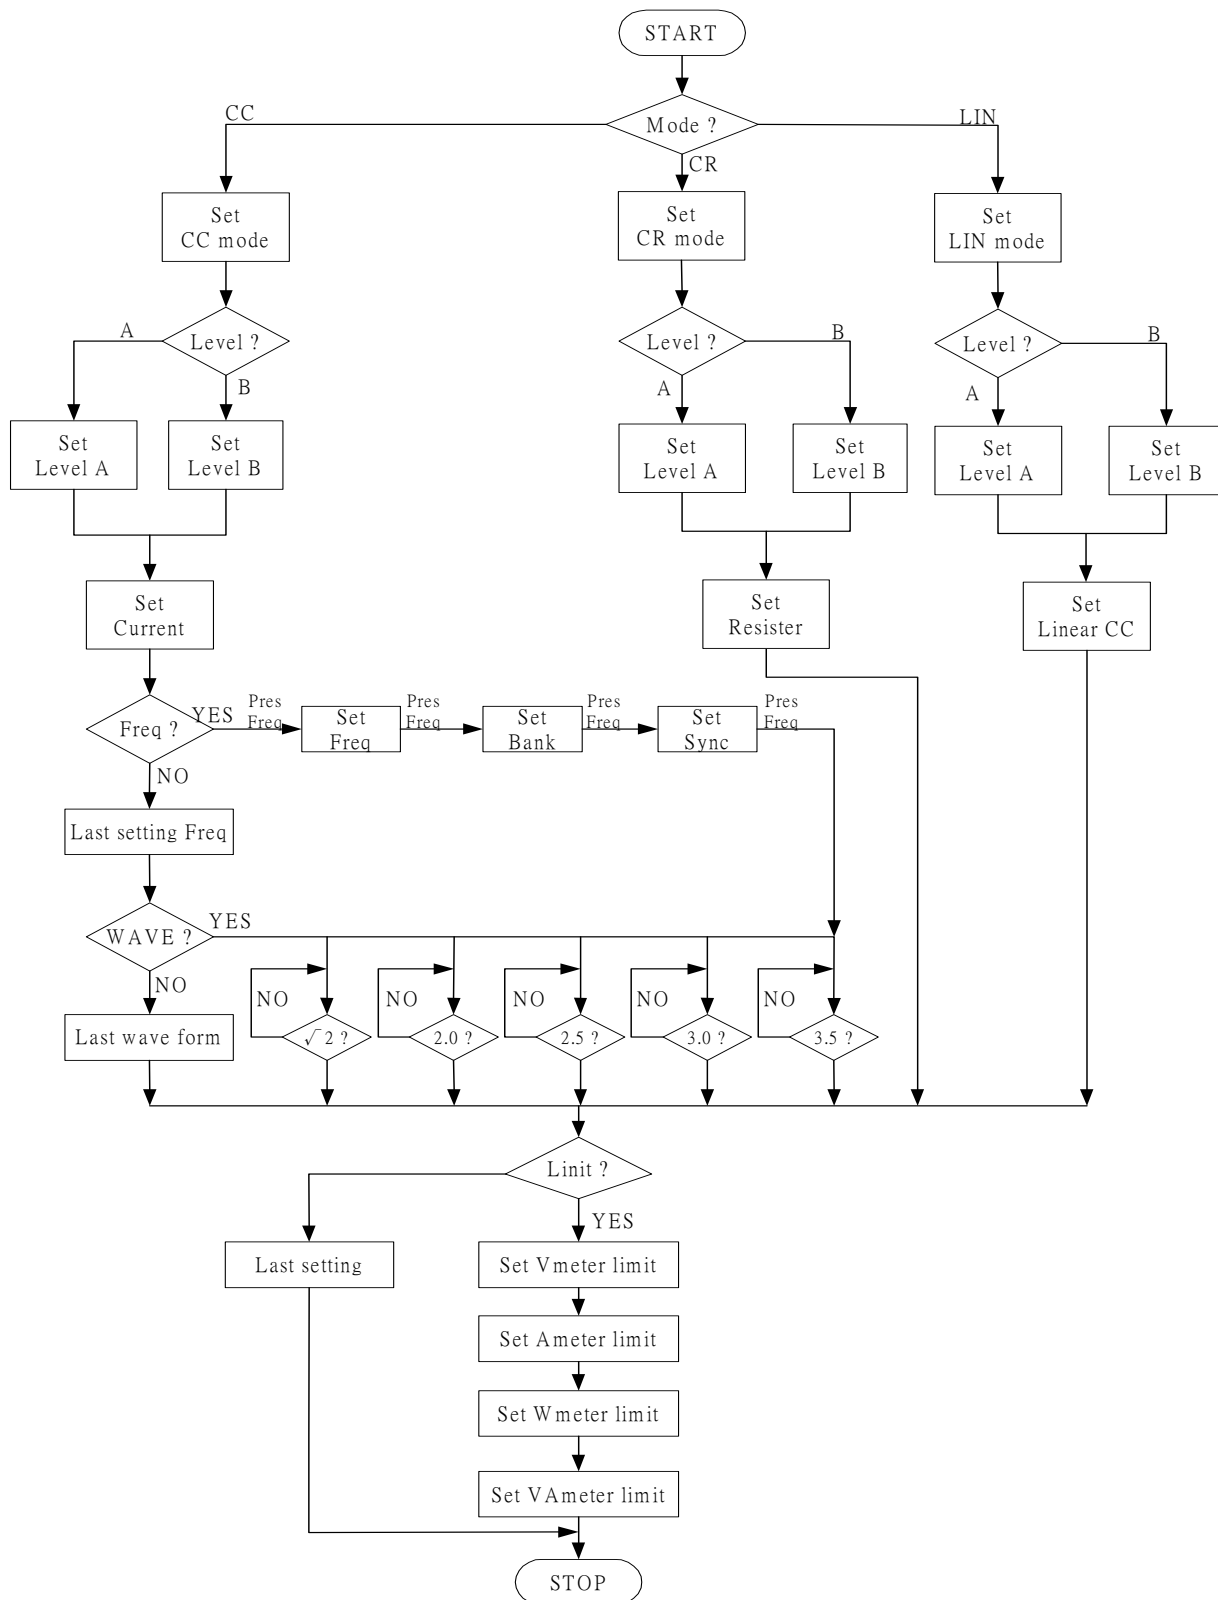 START
Mode ?
CC
LIN
CR
Set
CC mode
Set
CR mode
Set
LIN mode
A
Level ?
B
Level ?
B
A
Level ?
B
A
Set
Level A
Set
Level B
Set
Level A
Set
Level B
Set
Level A
Set
Level B
Set
Current
Set
Resister
Set
Linear CC
Freq ?
YES
Pres
Freq
Set
Freq
Pres
Freq
Set
Bank
Pres
Freq
Set
Sync
Pres
Freq
NO
Last setting Freq
WAVE ?
YES
NO
NO
NO
NO
NO
NO
Last wave form
√2 ?
2.0 ?
2.5 ?
3.0 ?
3.5 ?
Linit ?
YES
Last setting
Set Vmeter limit
Set Ameter limit
Set Wmeter limit
Set VAmeter limit
STOP